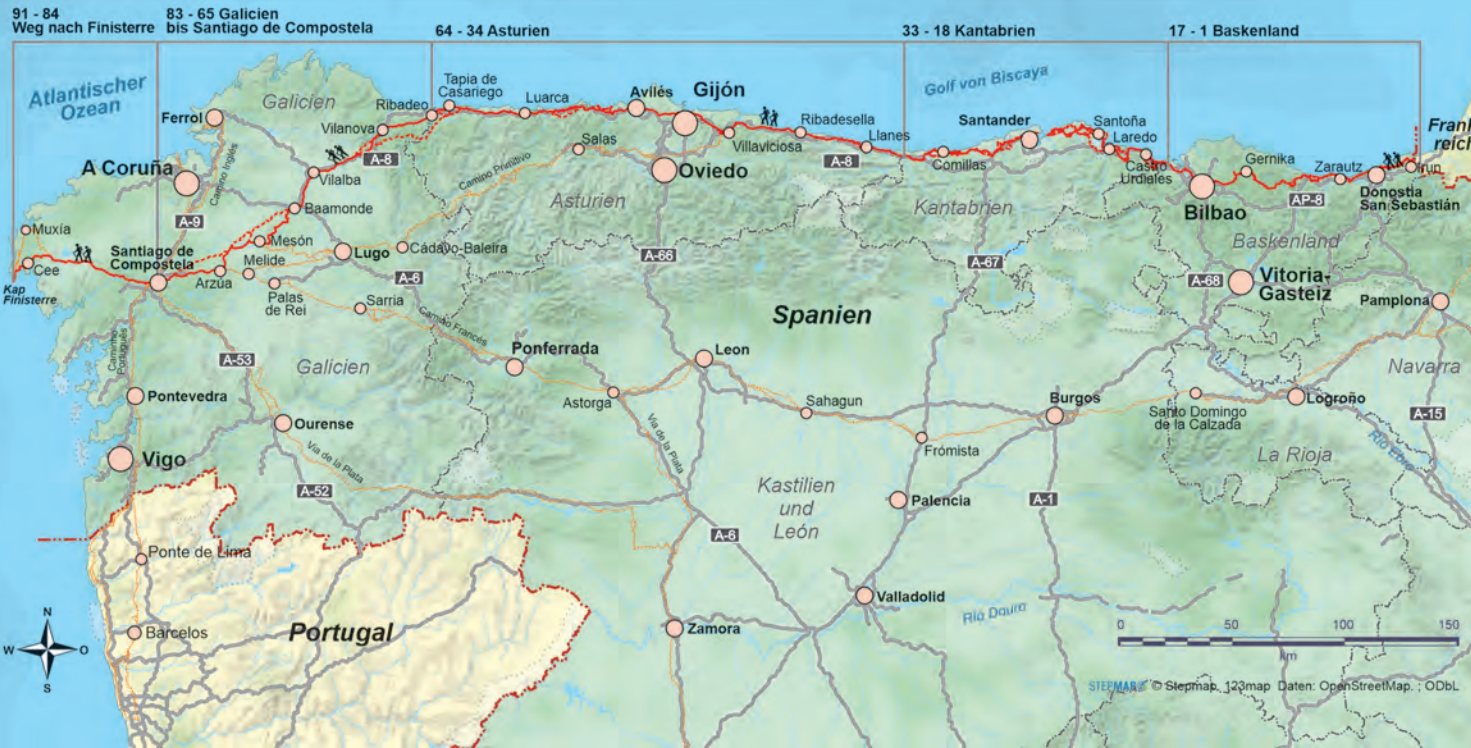 91 - 84
Weg nach Finisterre
83 - 65 Galicien
bis Santiago de Compostela
64 - 34 Asturien
33 - 18 Kantabrien
17 - 1 Baskenland
Atlantischer
Ozean
Golf von Biscaya
Galicien
Ferrol
Ribadeo
Tapia de
Casariego
Luarca
Avilés
Gijón
Ribadesella
Llanes
Villaviciosa
Santander
Santoña
Laredo
Castro
Urdiales
Comillas
Gernika
Zarautz
Irun
Frank
reich
Donostia
San Sebastián
Bilbao
AP-8
Vilanova
A-8
A-8
Salas
Camino Primitivo
Oviedo
Asturien
Kantabrien
Baskenland
A Coruña
Camino Inglés
Vilalba
Baamonde
A-9
Muxía
Cee
Kap
Finisterre
Santiago de
Compostela
Mesón
Melide
Arzúa
Lugo
Cádavo-Baleira
Palas
de Rei
Sarria
A-6
A-66
A-67
A-68
Vitoria-
Gasteiz
Pamplona
Spanien
Camino Francés
Caminho
Portugués
A-53
Galicien
Ponferrada
Leon
Astorga
Sahagun
Burgos
Santo Domingo
de la Calzada
Logroño
Navarra
A-15
Pontevedra
Ourense
Via de la Plata
Via de la Plata
Frómista
La Rioja
Río Ebro
Vigo
A-52
Kastilien
und
León
Palencia
A-1
A-6
Ponte de Lima
Barcelos
Portugal
Zamora
Valladolid
Río Douro
N
W
O
S
0
50
100
150
km
STEPMAP © Stepmap, 123map Daten: OpenStreetMap. ; ODbL